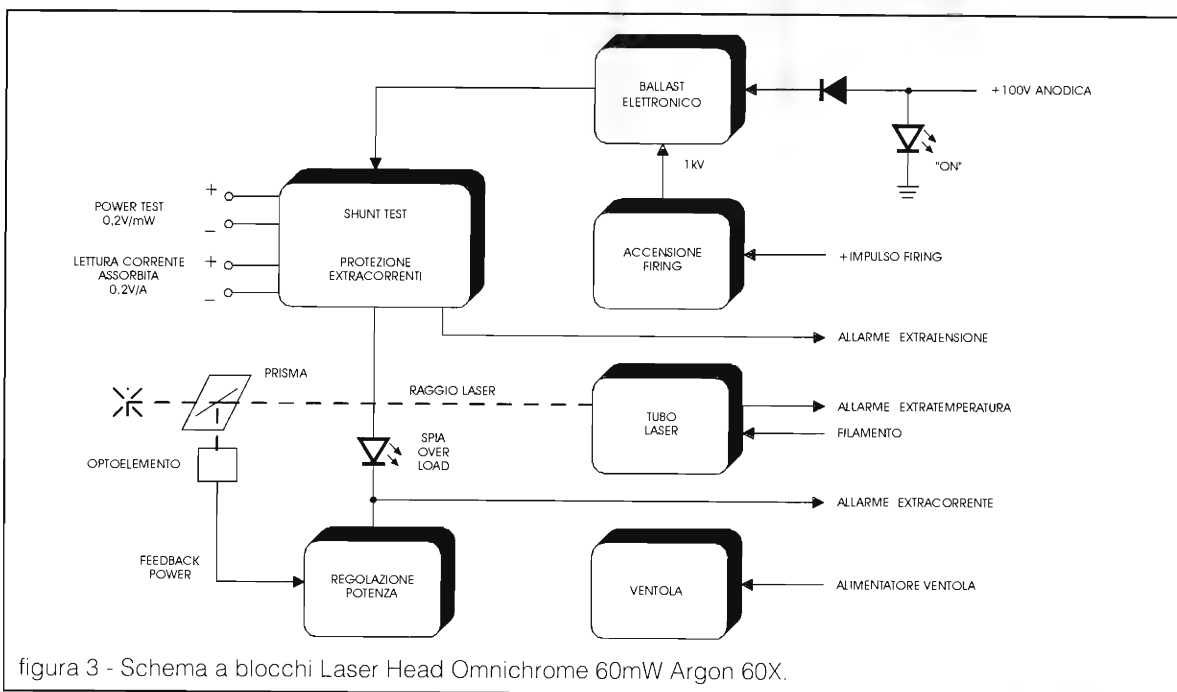 BALLAST
ELETTRONICO
+100V ANODICA
"ON"
1kV
POWER TEST
0,2V/mW
+
−
SHUNT TEST
LETTURA CORRENTE
ASSORBITA
0.2V/A
+
−
PROTEZIONE
EXTRACORRENTI
ACCENSIONE
FIRING
+IMPULSO FIRING
ALLARME EXTRATENSIONE
PRISMA
RAGGIO LASER
TUBO
LASER
ALLARME EXTRATEMPERATURA
FILAMENTO
OPTOELEMENTO
SPIA
OVER
LOAD
ALLARME EXTRACORRENTE
FEEDBACK
POWER
REGOLAZIONE
POTENZA
VENTOLA
ALIMENTATORE VENTOLA
figura 3 - Schema a blocchi Laser Head Omnichrome 60mW Argon 60X.